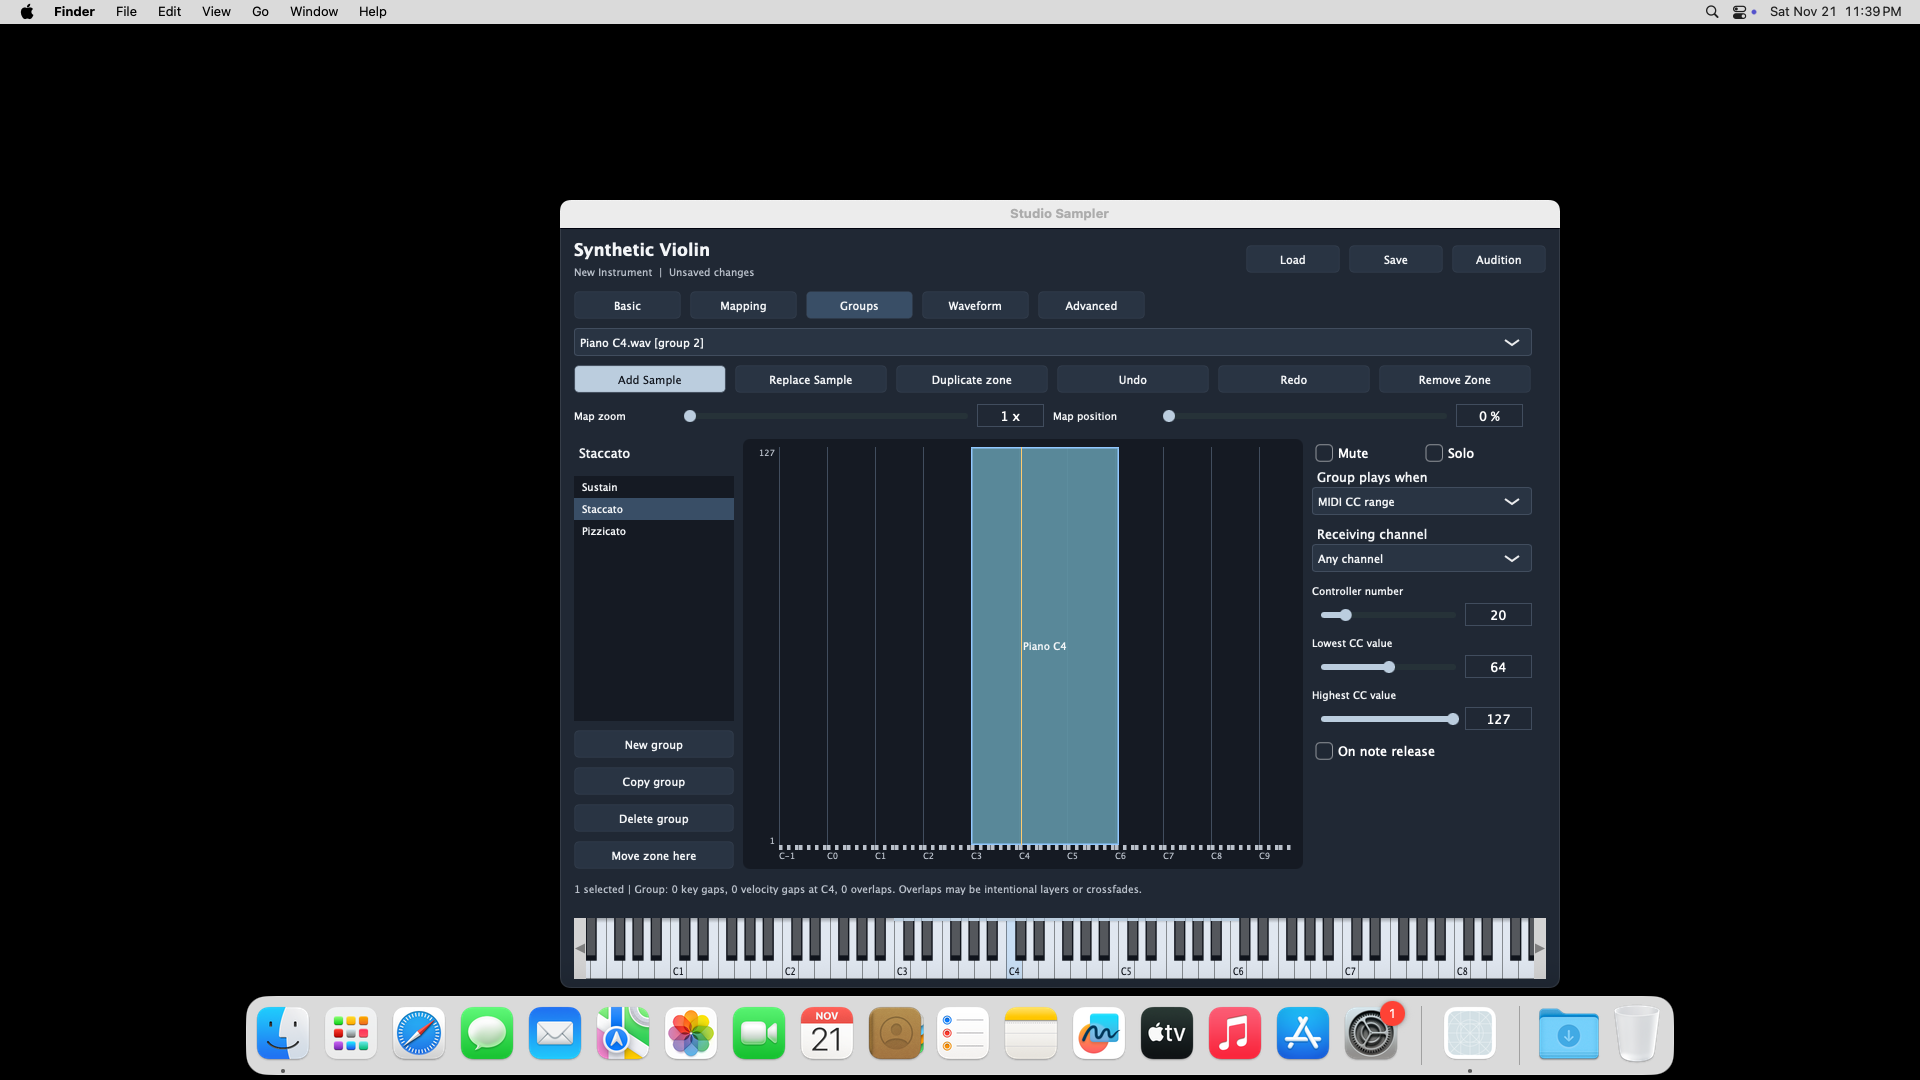 Finder File Edit View Go Window Help Sat Nov 21 11:39 PM
Studio Sampler
Synthetic Violin
New Instrument | Unsaved changes
Load Save Audition
Basic Mapping Groups Waveform Advanced
Piano C4.wav [group 2]
Add Sample Replace Sample Duplicate zone Undo Redo Remove Zone
Map zoom 1 x Map position 0 %
Staccato
Sustain
Staccato
Pizzicato
New group
Copy group
Delete group
Move zone here
127
Piano C4
1
C-1 C0 C1 C2 C3 C4 C5 C6 C7 C8 C9
Mute Solo
Group plays when
MIDI CC range
Receiving channel
Any channel
Controller number
20
Lowest CC value
64
Highest CC value
127
On note release
1 selected | Group: 0 key gaps, 0 velocity gaps at C4, 0 overlaps. Overlaps may be intentional layers or crossfades.
C1 C2 C3 C4 C5 C6 C7 C8
NOV
21
tv
1